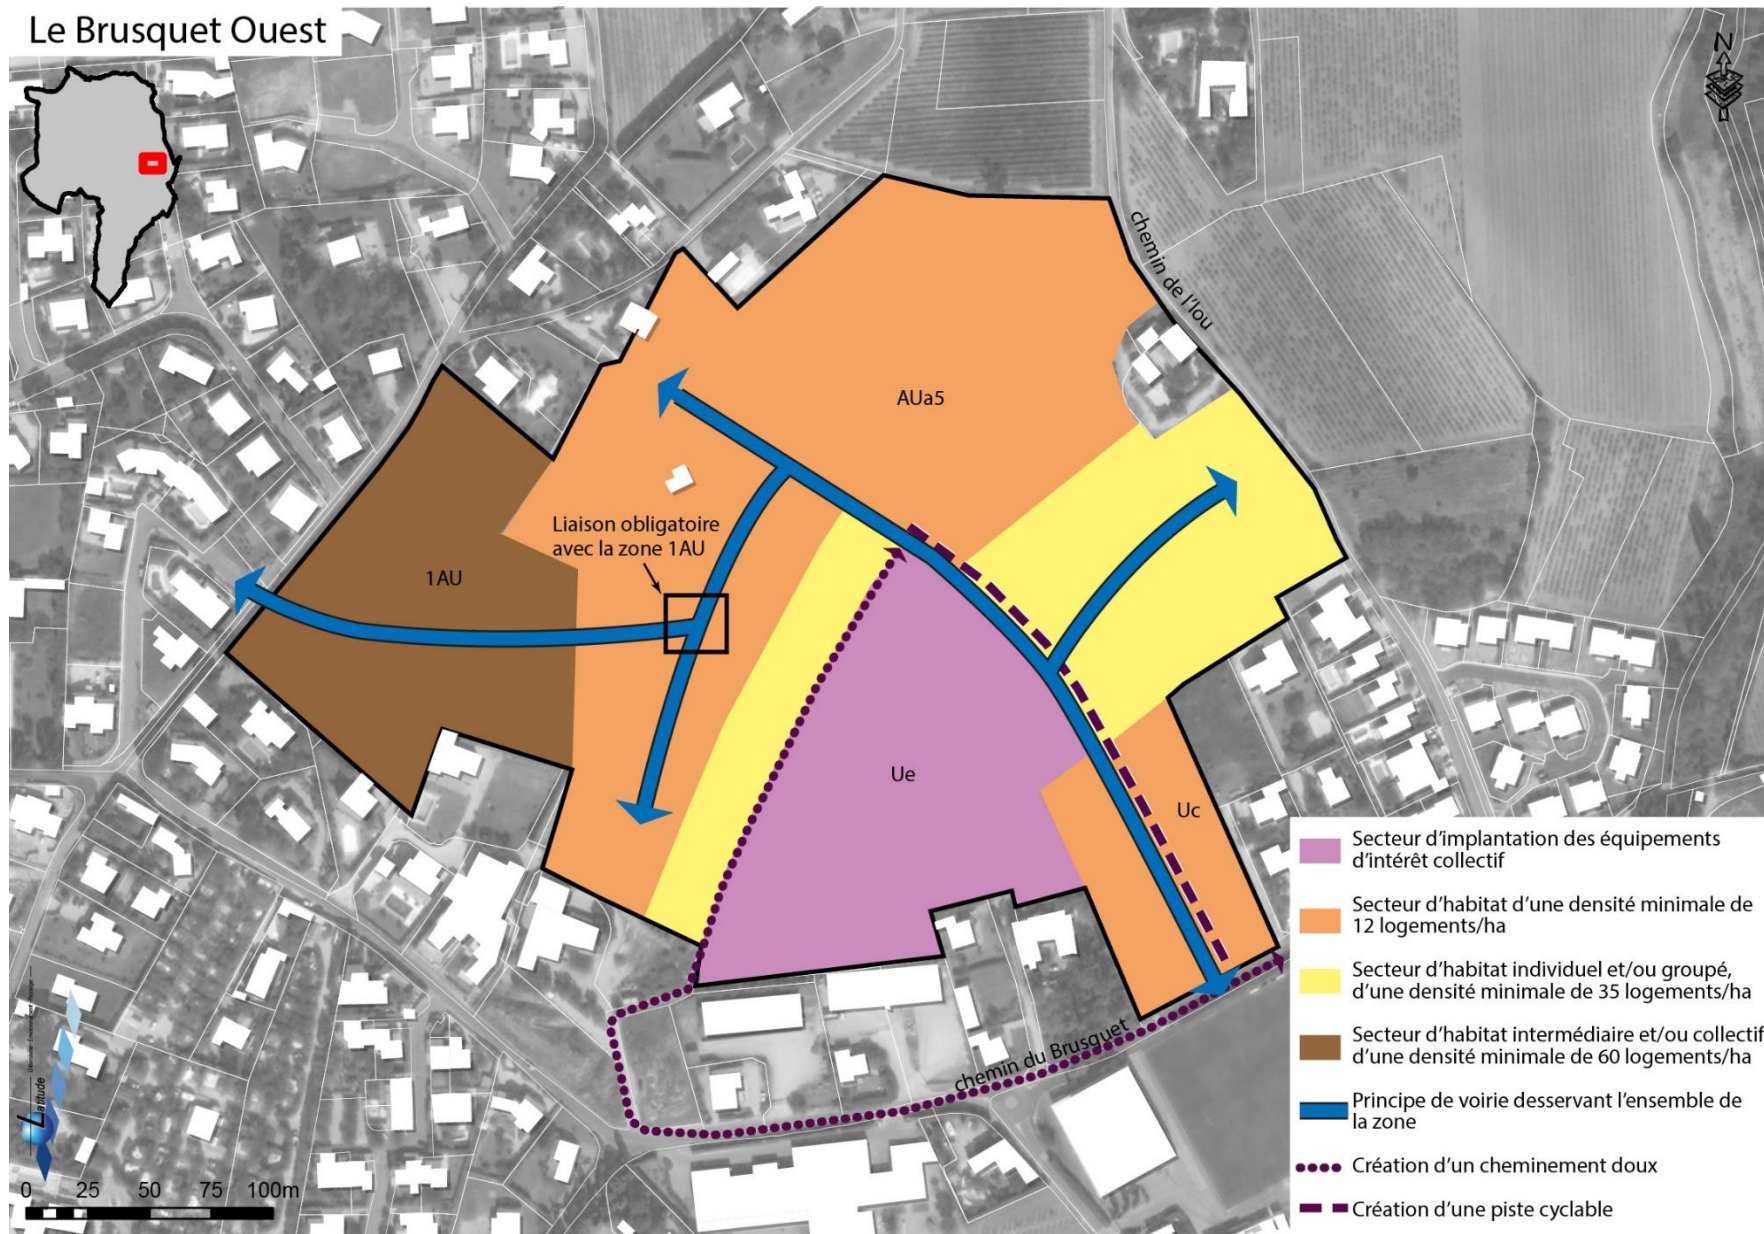 Le Brusquet Ouest
N
chemin de l'lou
AUa5
Liaison obligatoire
avec la zone 1AU
1AU
Ue
Uc
chemin du Brusquet
Secteur d'implantation des équipements
d'intérêt collectif
Secteur d'habitat d'une densité minimale de
12 logements/ha
Secteur d'habitat individuel et/ou groupé,
d'une densité minimale de 35 logements/ha
Secteur d'habitat intermédiaire et/ou collectif
d'une densité minimale de 60 logements/ha
Principe de voirie desservant l'ensemble de
la zone
Création d'un cheminement doux
Création d'une piste cyclable
Latitude
0 25 50 75 100m